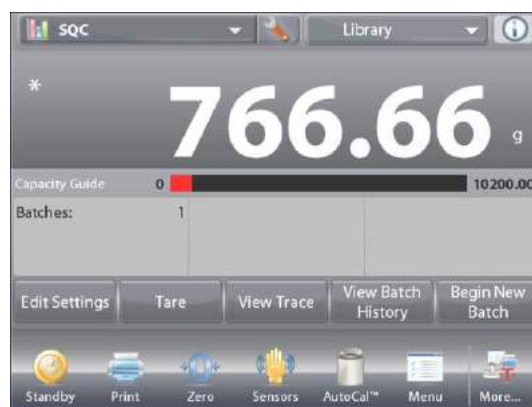 SQC
Library
*
766.66
g
Capacity Guide 0 10200.00
Batches: 1
Edit Settings Tare View Trace View Batch History Begin New Batch
Standby Print Zero Sensors AutoCal™ Menu More...